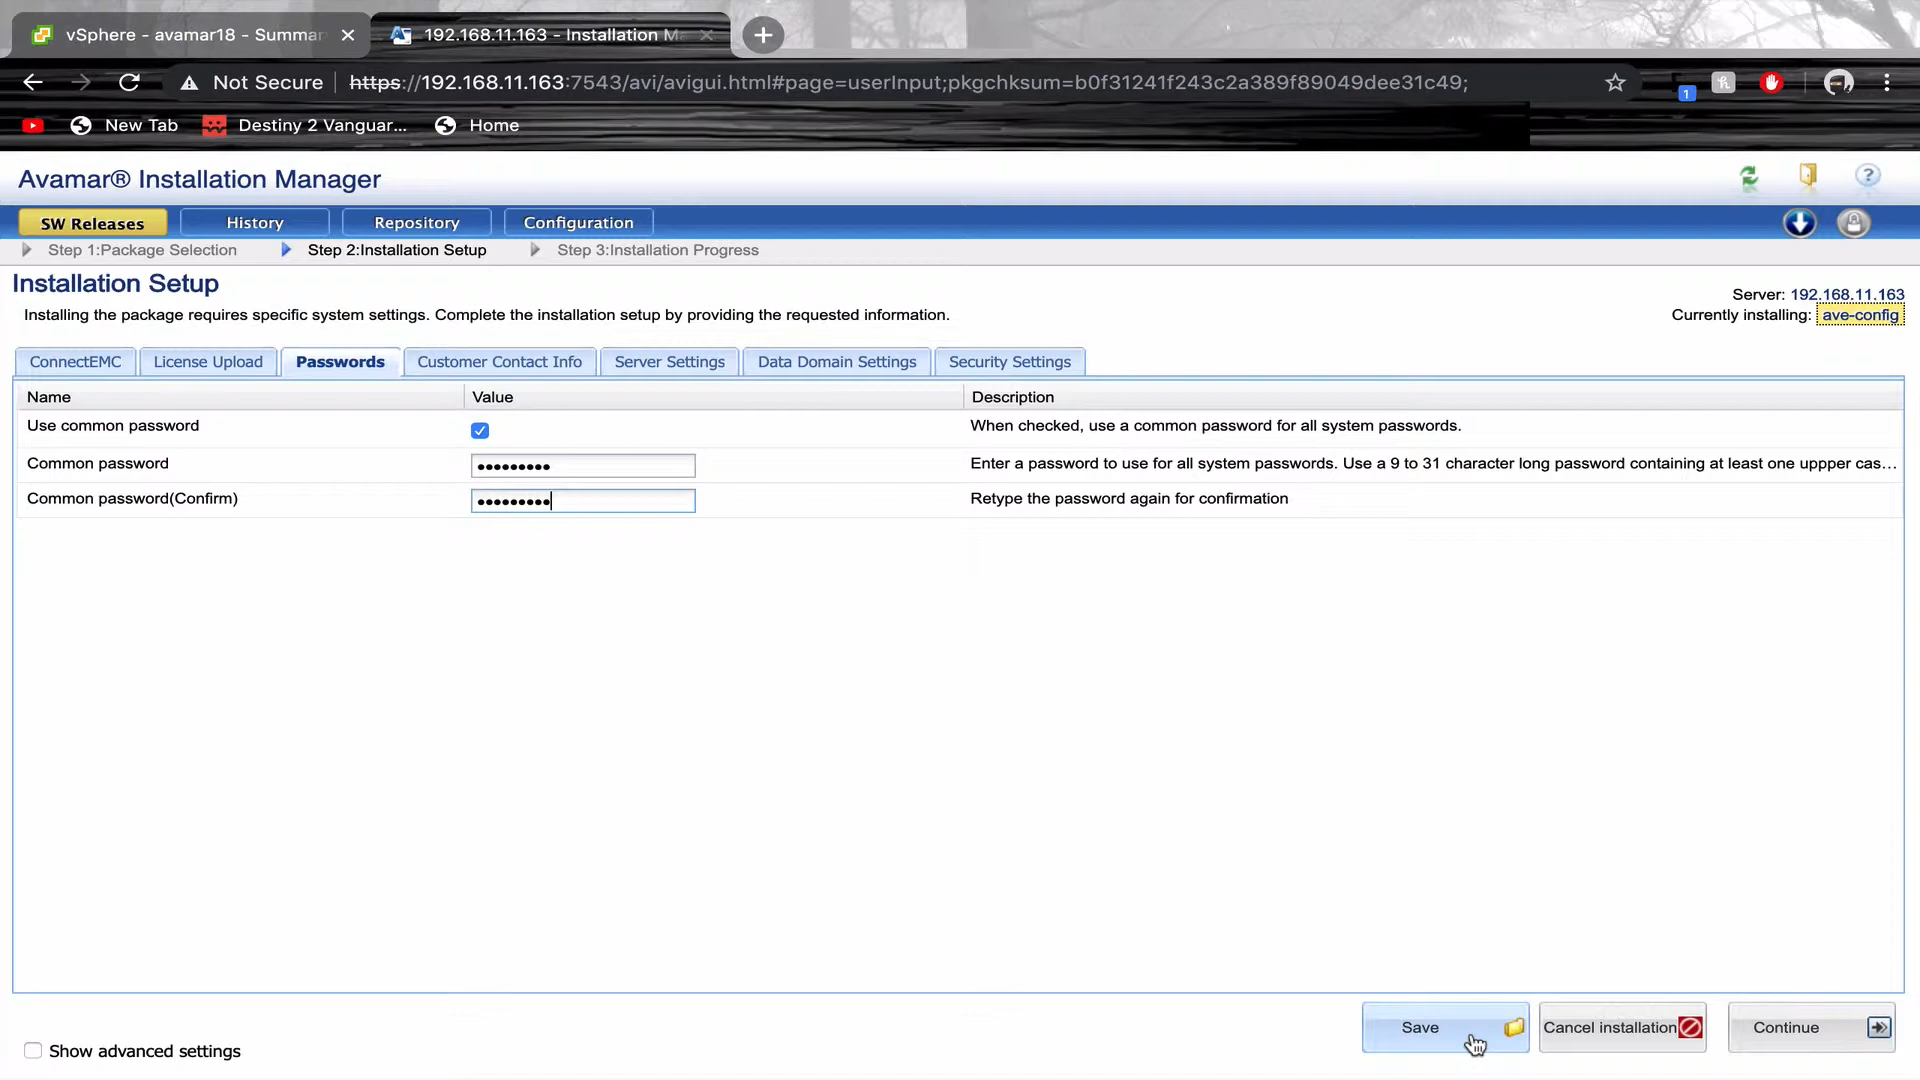 vSphere - avamar18 - Summar
192.168.11.163 - Installation Ma
Not Secure
https://192.168.11.163:7543/avi/avigui.html#page=userInput;pkgchksum=b0f31241f243c2a389f89049dee31c49;
1
New Tab
Destiny 2 Vanguar...
Home
Avamar® Installation Manager
SW Releases
History
Repository
Configuration
Step 1:Package Selection
Step 2:Installation Setup
Step 3:Installation Progress
Installation Setup
Server: 192.168.11.163
Installing the package requires specific system settings. Complete the installation setup by providing the requested information.
Currently installing: ave-config
ConnectEMC
License Upload
Passwords
Customer Contact Info
Server Settings
Data Domain Settings
Security Settings
Name Value Description
Use common password When checked, use a common password for all system passwords.
Common password ••••••••• Enter a password to use for all system passwords. Use a 9 to 31 character long password containing at least one uppper cas...
Common password(Confirm) ••••••••• Retype the password again for confirmation
Save
Cancel installation
Continue
Show advanced settings